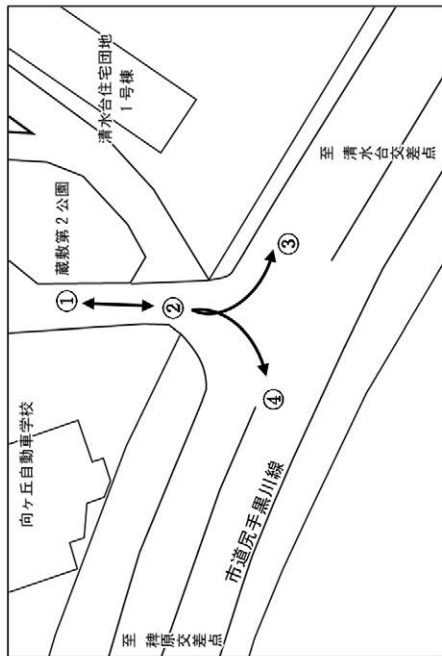 向ヶ丘自動車学校
蔵敷第２公園
清水台住宅団地
１号棟
①
②
③
④
至 稗原交差点
市道尻手黒川線
至 清水台交差点